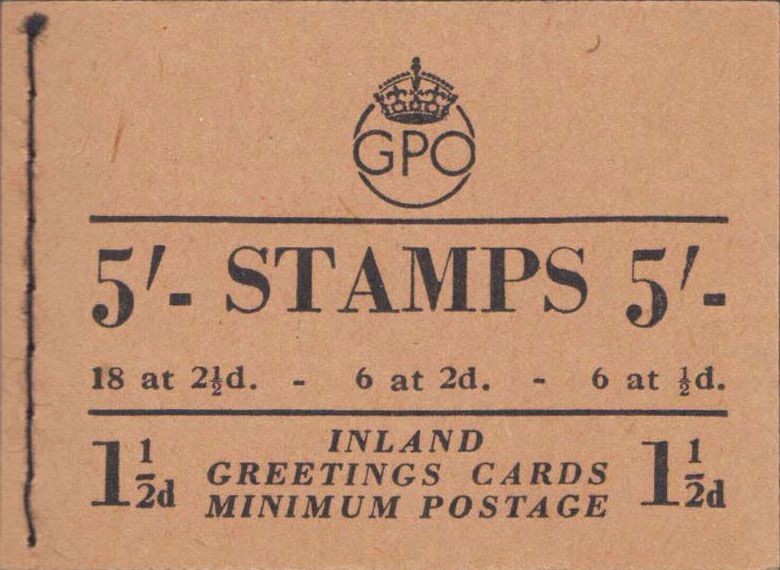 GPO
5/- STAMPS 5/-
18 at 2½d. - 6 at 2d. - 6 at ½d.
INLAND
1½d GREETINGS CARDS 1½d
MINIMUM POSTAGE